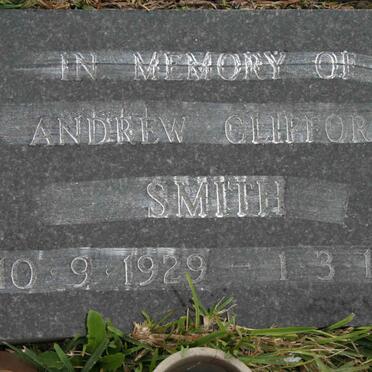 IN MEMORY OF
ANDREW CLIFFOR
SMITH
10·9·1929 - 1 3 1